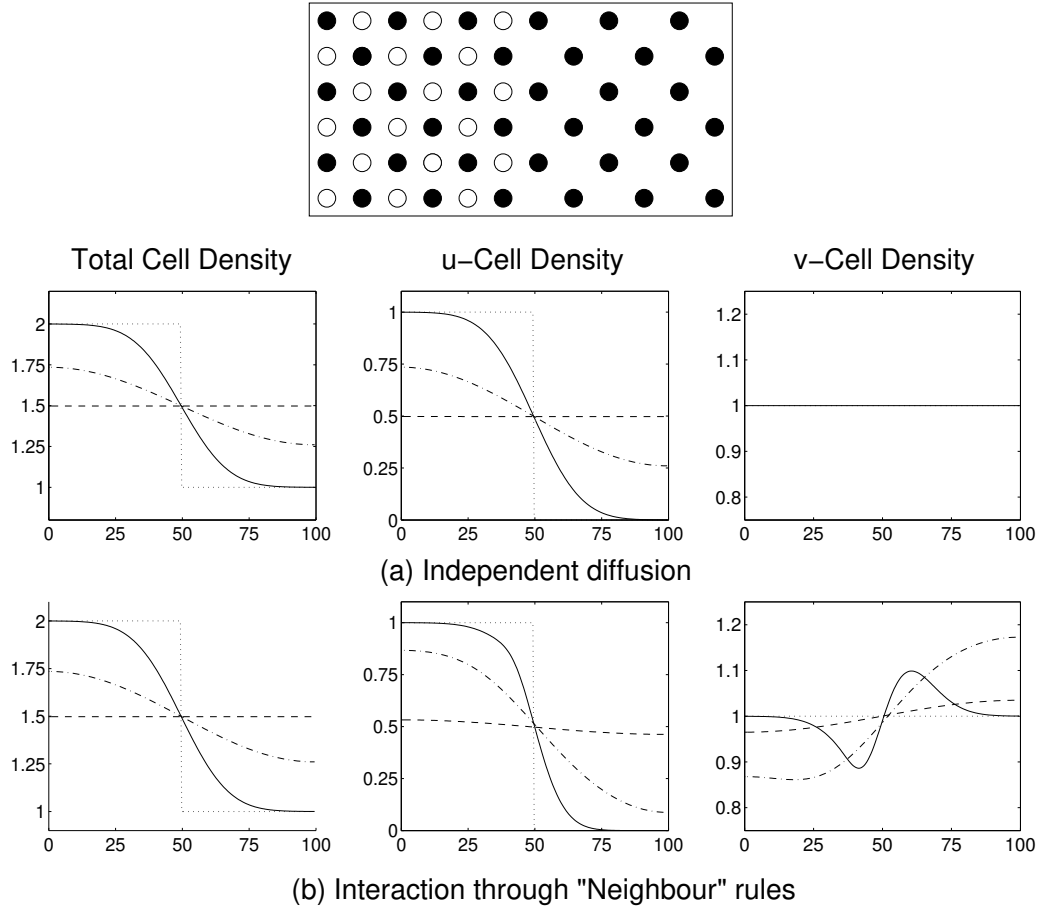 Total Cell Density
u−Cell Density
v−Cell Density
2
1.75
1.5
1.25
1
0 25 50 75 100
1
0.75
0.5
0.25
0
0 25 50 75 100
1.2
1.1
1
0.9
0.8
0 25 50 75 100
(a) Independent diffusion
2
1.75
1.5
1.25
1
0 25 50 75 100
1
0.75
0.5
0.25
0
0 25 50 75 100
1.2
1.1
1
0.9
0.8
0 25 50 75 100
(b) Interaction through "Neighbour" rules